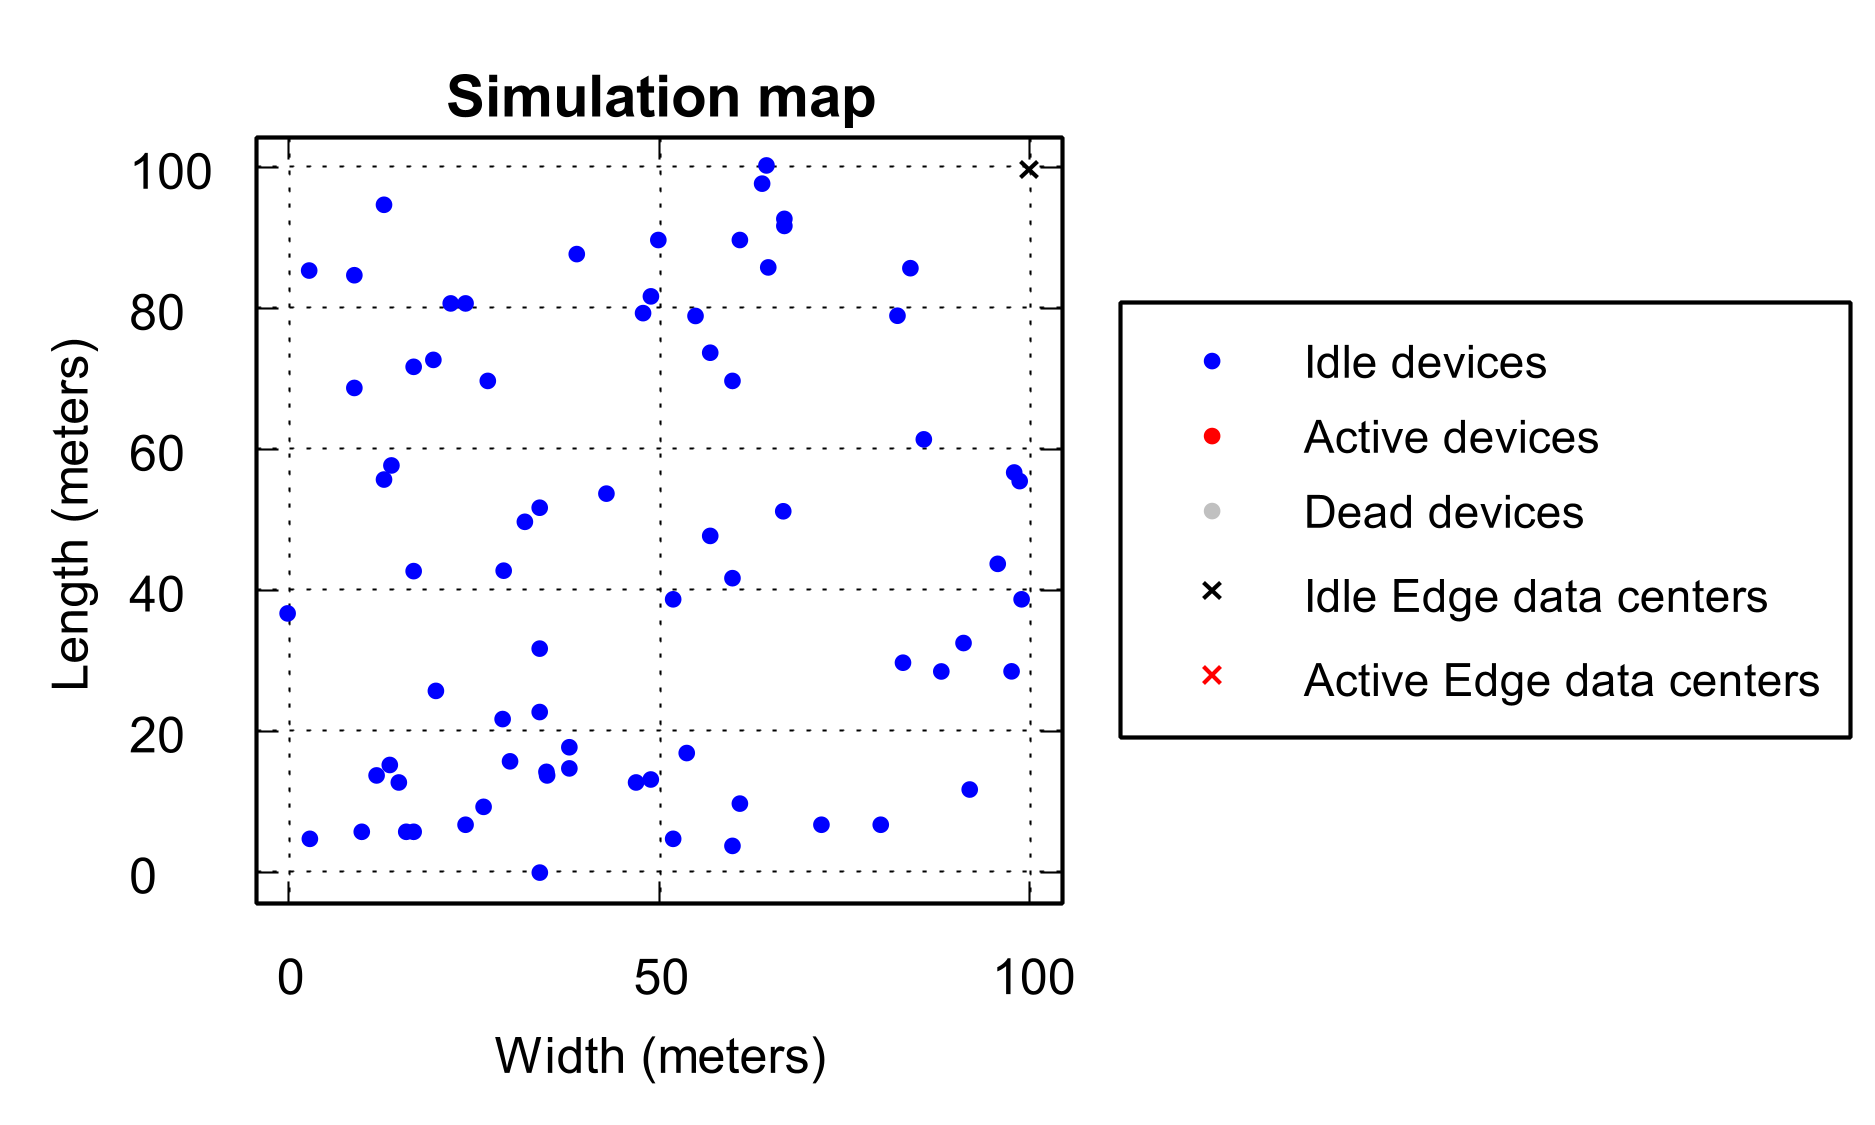 Simulation map
100
80
60
40
20
0
Length (meters)
0 50 100
Width (meters)
Idle devices
Active devices
Dead devices
Idle Edge data centers
Active Edge data centers